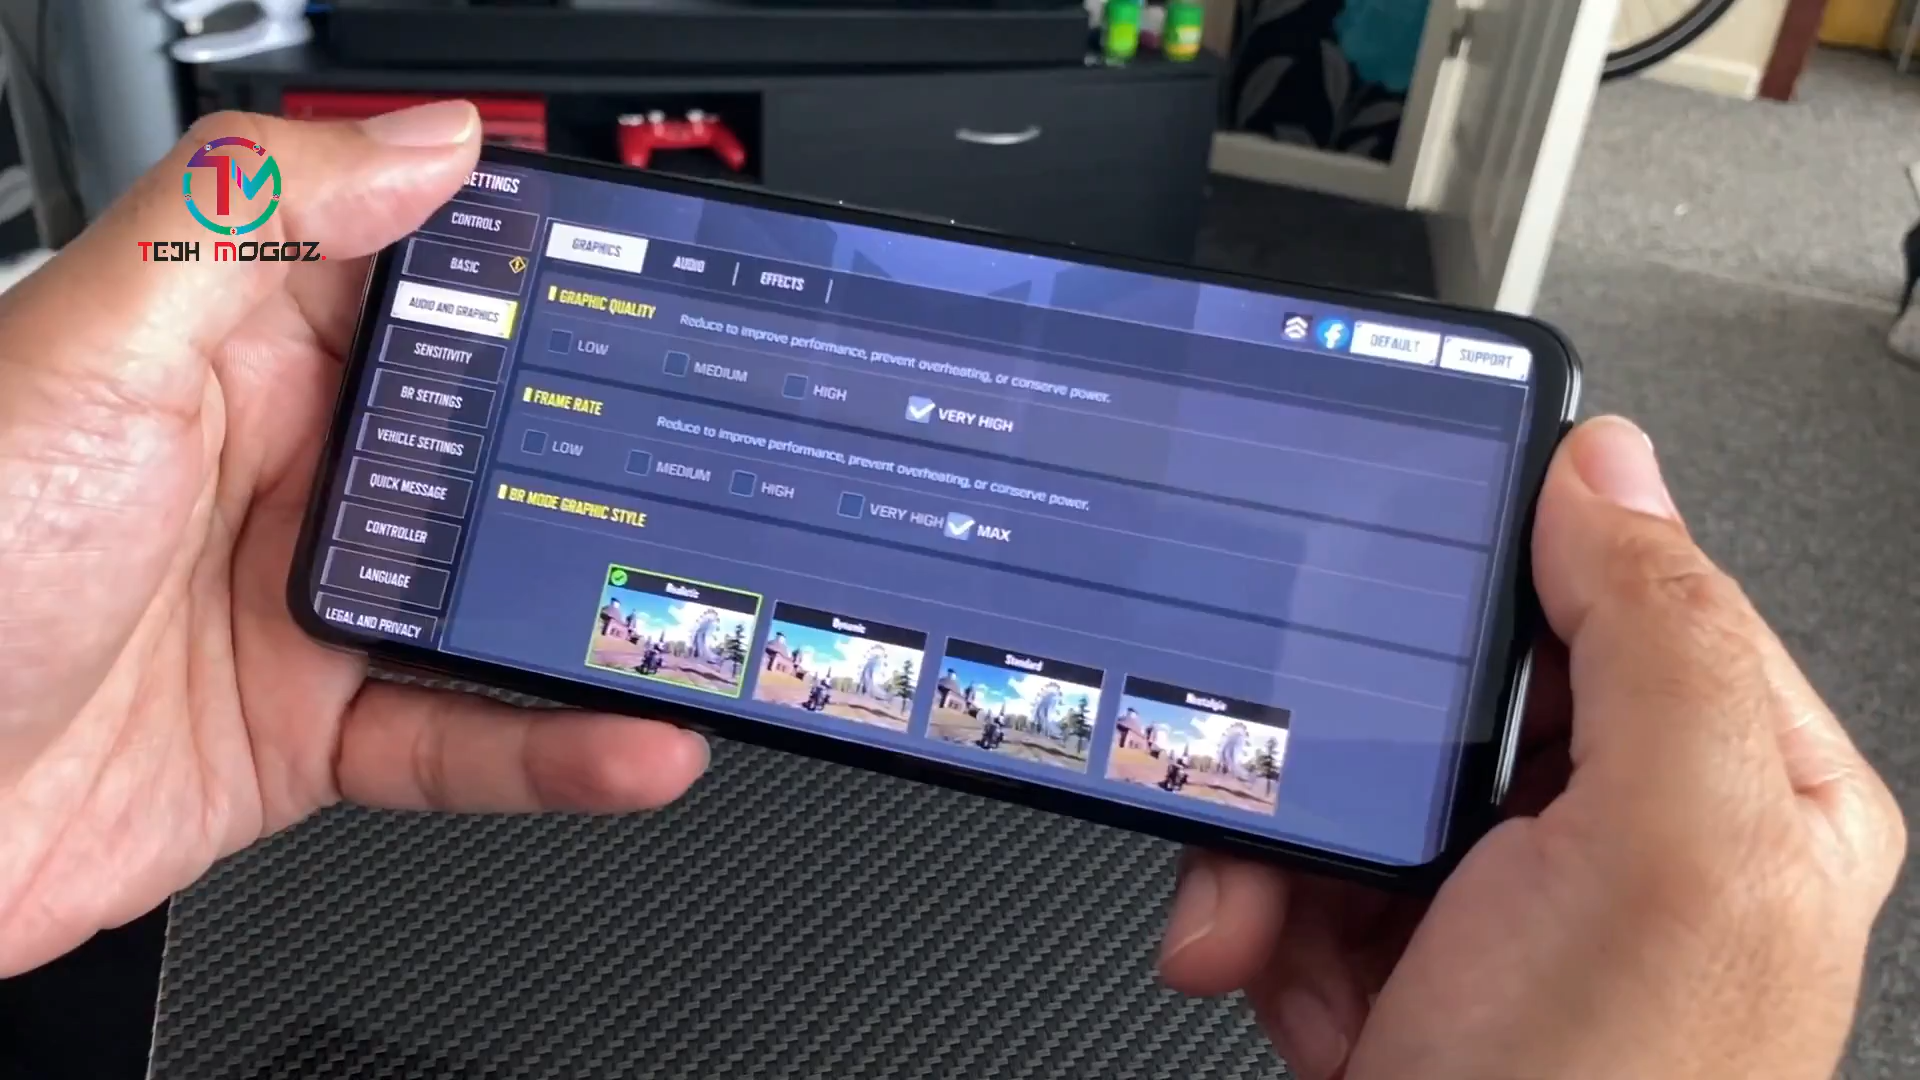 TECH MOGOZ.
SETTINGS
CONTROLS
BASIC
AUDIO AND GRAPHICS
SENSITIVITY
BR SETTINGS
VEHICLE SETTINGS
QUICK MESSAGE
CONTROLLER
LANGUAGE
LEGAL AND PRIVACY
GRAPHICS
AUDIO
EFFECTS
DEFAULT
SUPPORT
GRAPHIC QUALITY
Reduce to improve performance, prevent overheating, or conserve power.
LOW
MEDIUM
HIGH
VERY HIGH
FRAME RATE
Reduce to improve performance, prevent overheating, or conserve power.
LOW
MEDIUM
HIGH
VERY HIGH
MAX
BR MODE GRAPHIC STYLE
Realistic
Dynamic
Standard
Nostalgic